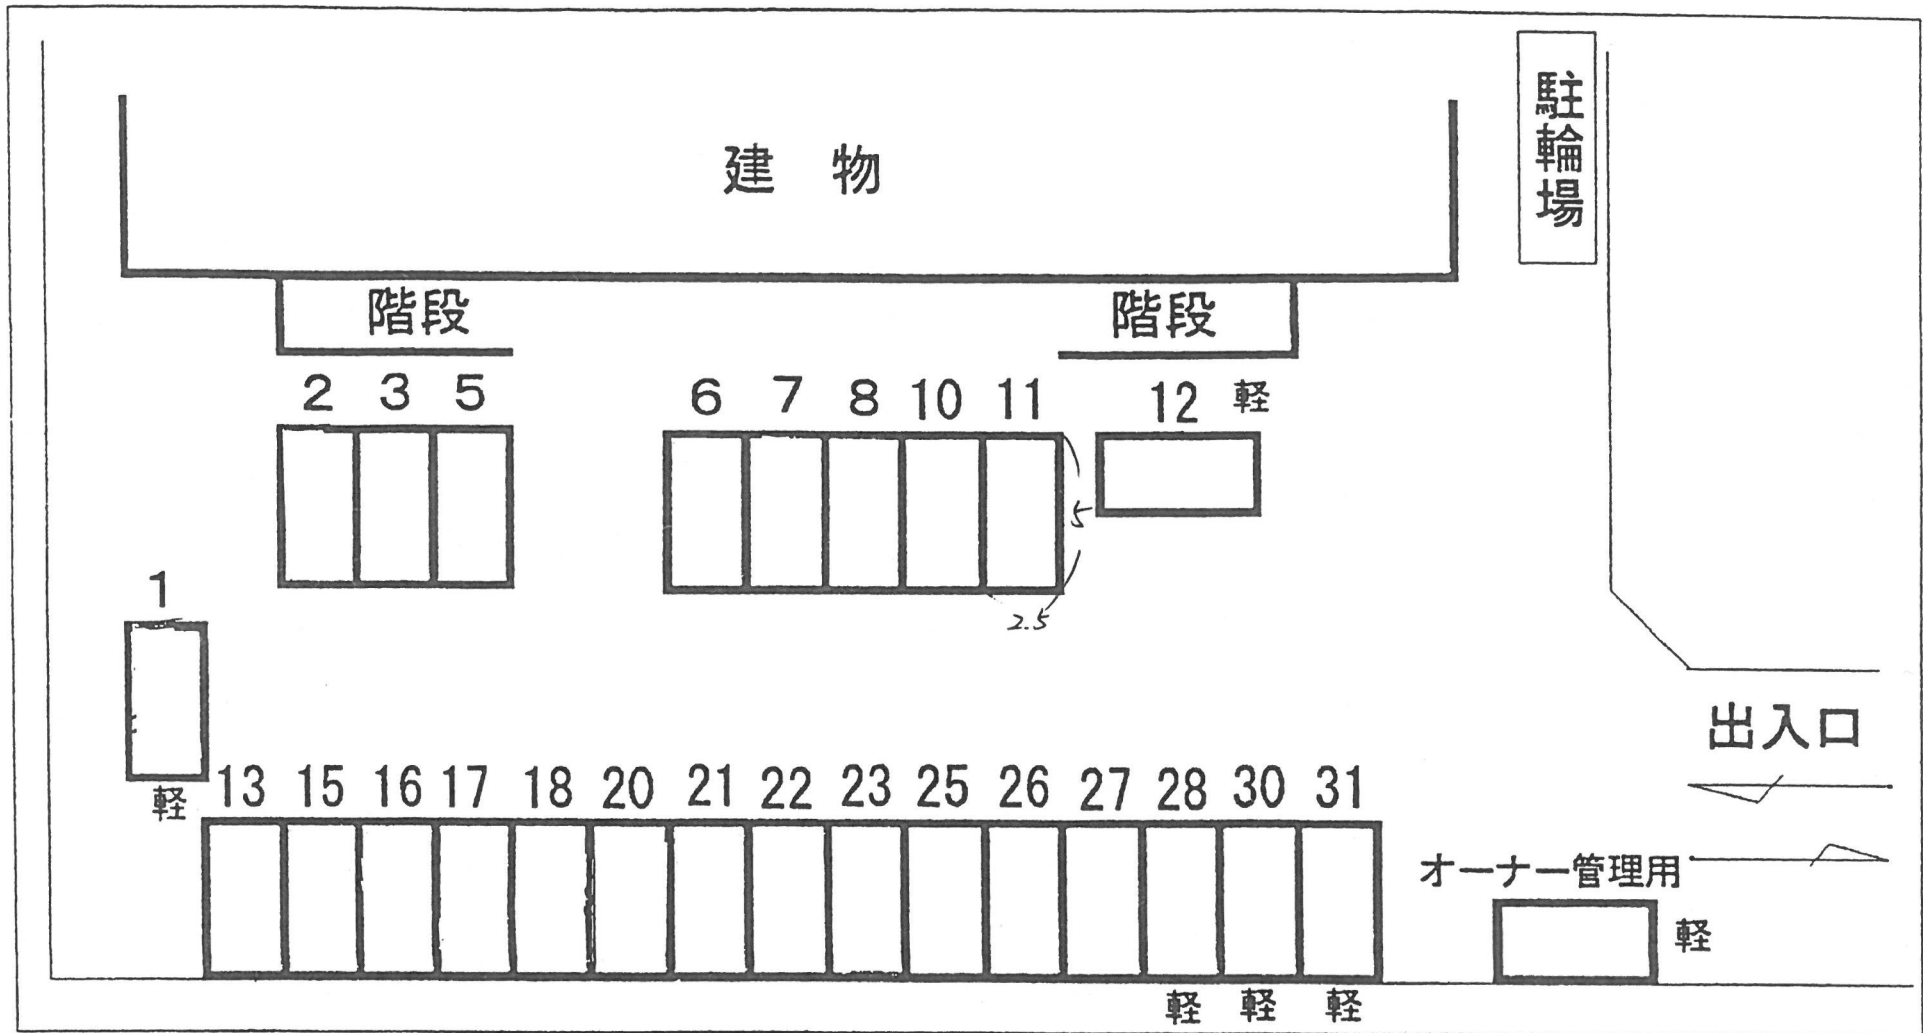 建 物
駐輪場
階段
階段
2 3 5
6 7 8 10 11
12 軽
5
2.5
1
軽
出入口
13 15 16 17 18 20 21 22 23 25 26 27 28 30 31
オーナー管理用
軽
軽 軽 軽